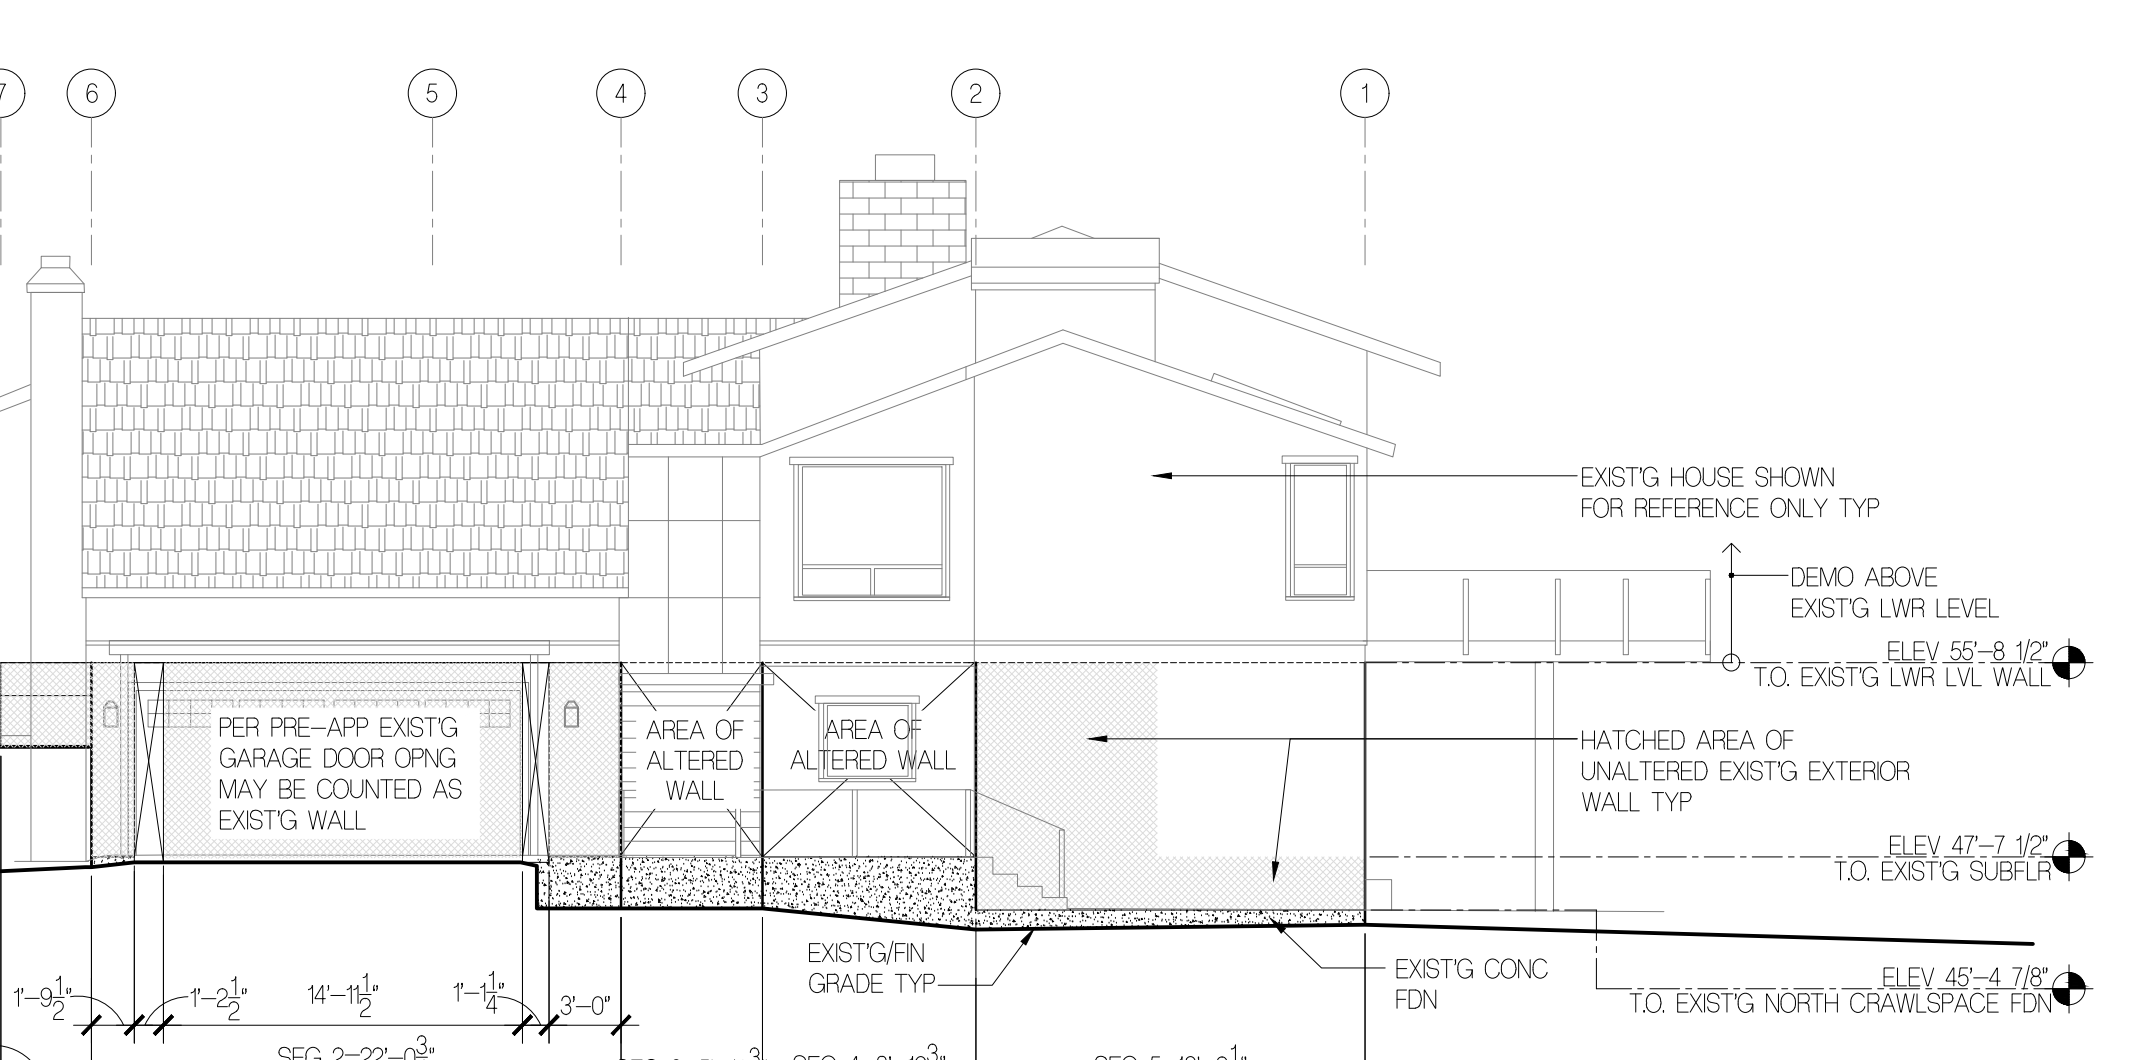 7
6
5
4
3
2
1
EXIST'G HOUSE SHOWN
FOR REFERENCE ONLY TYP
DEMO ABOVE
EXIST'G LWR LEVEL
ELEV 55'-8 1/2"
T.O. EXIST'G LWR LVL WALL
PER PRE-APP EXIST'G
GARAGE DOOR OPNG
MAY BE COUNTED AS
EXIST'G WALL
AREA OF
ALTERED
WALL
AREA OF
ALTERED WALL
HATCHED AREA OF
UNALTERED EXIST'G EXTERIOR
WALL TYP
ELEV 47'-7 1/2"
T.O. EXIST'G SUBFLR
EXIST'G/FIN
GRADE TYP
EXIST'G CONC
FDN
ELEV 45'-4 7/8"
T.O. EXIST'G NORTH CRAWLSPACE FDN
1'-9 1/2"
1'-2 1/2"
14'-11 1/2"
1'-1 1/4"
3'-0"
SEG 2-22'-0 3/